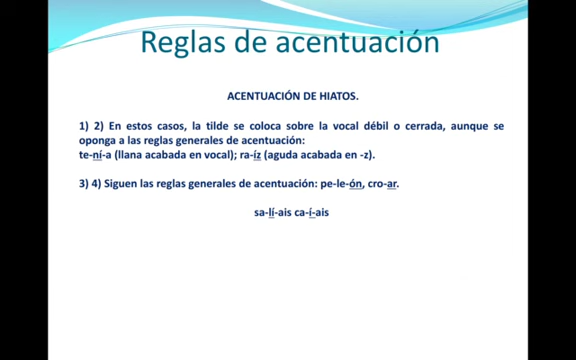 Reglas de acentuación
ACENTUACIÓN DE HIATOS.
1) 2) En estos casos, la tilde se coloca sobre la vocal débil o cerrada, aunque se
oponga a las reglas generales de acentuación:
te-ní-a (llana acabada en vocal); ra-íz (aguda acabada en -z).
3) 4) Siguen las reglas generales de acentuación: pe-le-ón, cro-ar.
sa-lí-ais ca-í-ais